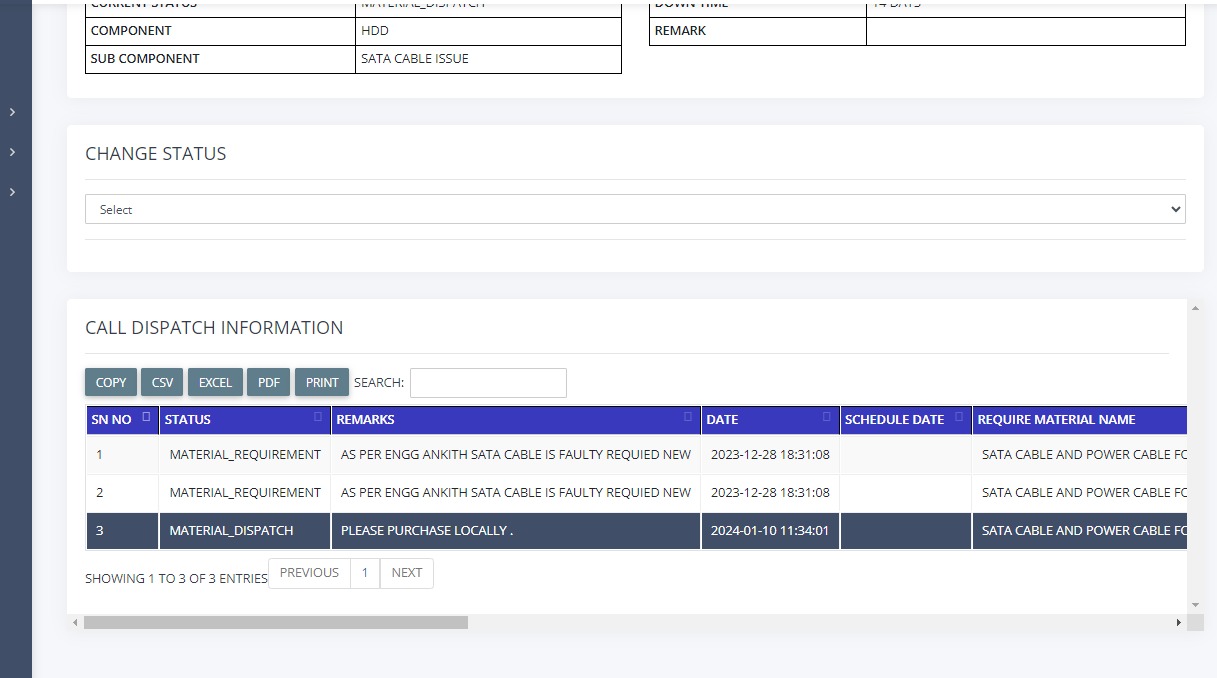 CURRENT STATUS MATERIAL_DISPATCH
COMPONENT HDD
SUB COMPONENT SATA CABLE ISSUE
DOWN TIME 14 DAYS
REMARK
CHANGE STATUS
Select
CALL DISPATCH INFORMATION
COPY CSV EXCEL PDF PRINT SEARCH:
SN NO STATUS REMARKS DATE SCHEDULE DATE REQUIRE MATERIAL NAME
1 MATERIAL_REQUIREMENT AS PER ENGG ANKITH SATA CABLE IS FAULTY REQUIED NEW 2023-12-28 18:31:08 SATA CABLE AND POWER CABLE FO
2 MATERIAL_REQUIREMENT AS PER ENGG ANKITH SATA CABLE IS FAULTY REQUIED NEW 2023-12-28 18:31:08 SATA CABLE AND POWER CABLE FO
3 MATERIAL_DISPATCH PLEASE PURCHASE LOCALLY . 2024-01-10 11:34:01 SATA CABLE AND POWER CABLE FO
SHOWING 1 TO 3 OF 3 ENTRIES PREVIOUS 1 NEXT